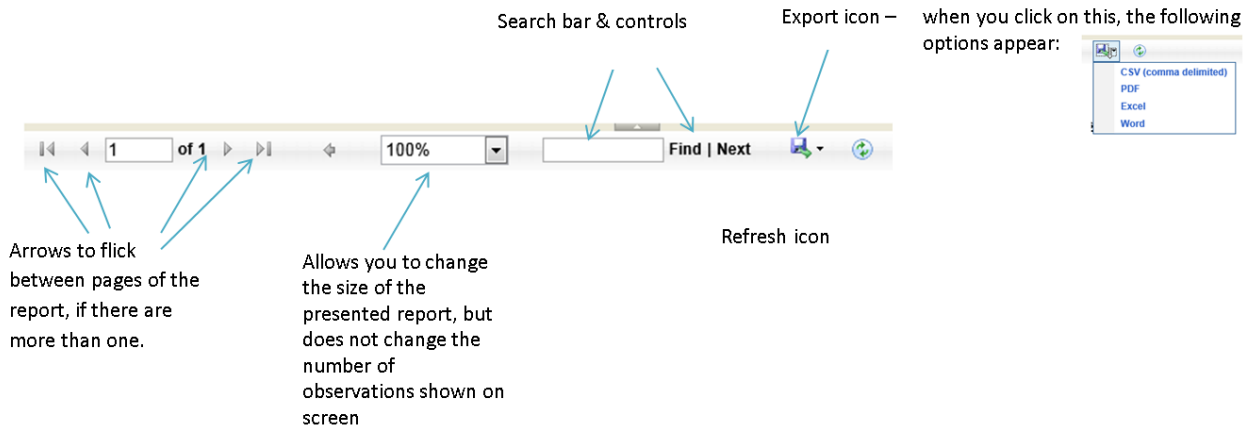 Search bar & controls
Export icon –
when you click on this, the following
options appear:
CSV (comma delimited)
PDF
Excel
Word
1
of 1
100%
Find | Next
Refresh icon
Arrows to flick
between pages of the
report, if there are
more than one.
Allows you to change
the size of the
presented report, but
does not change the
number of
observations shown on
screen